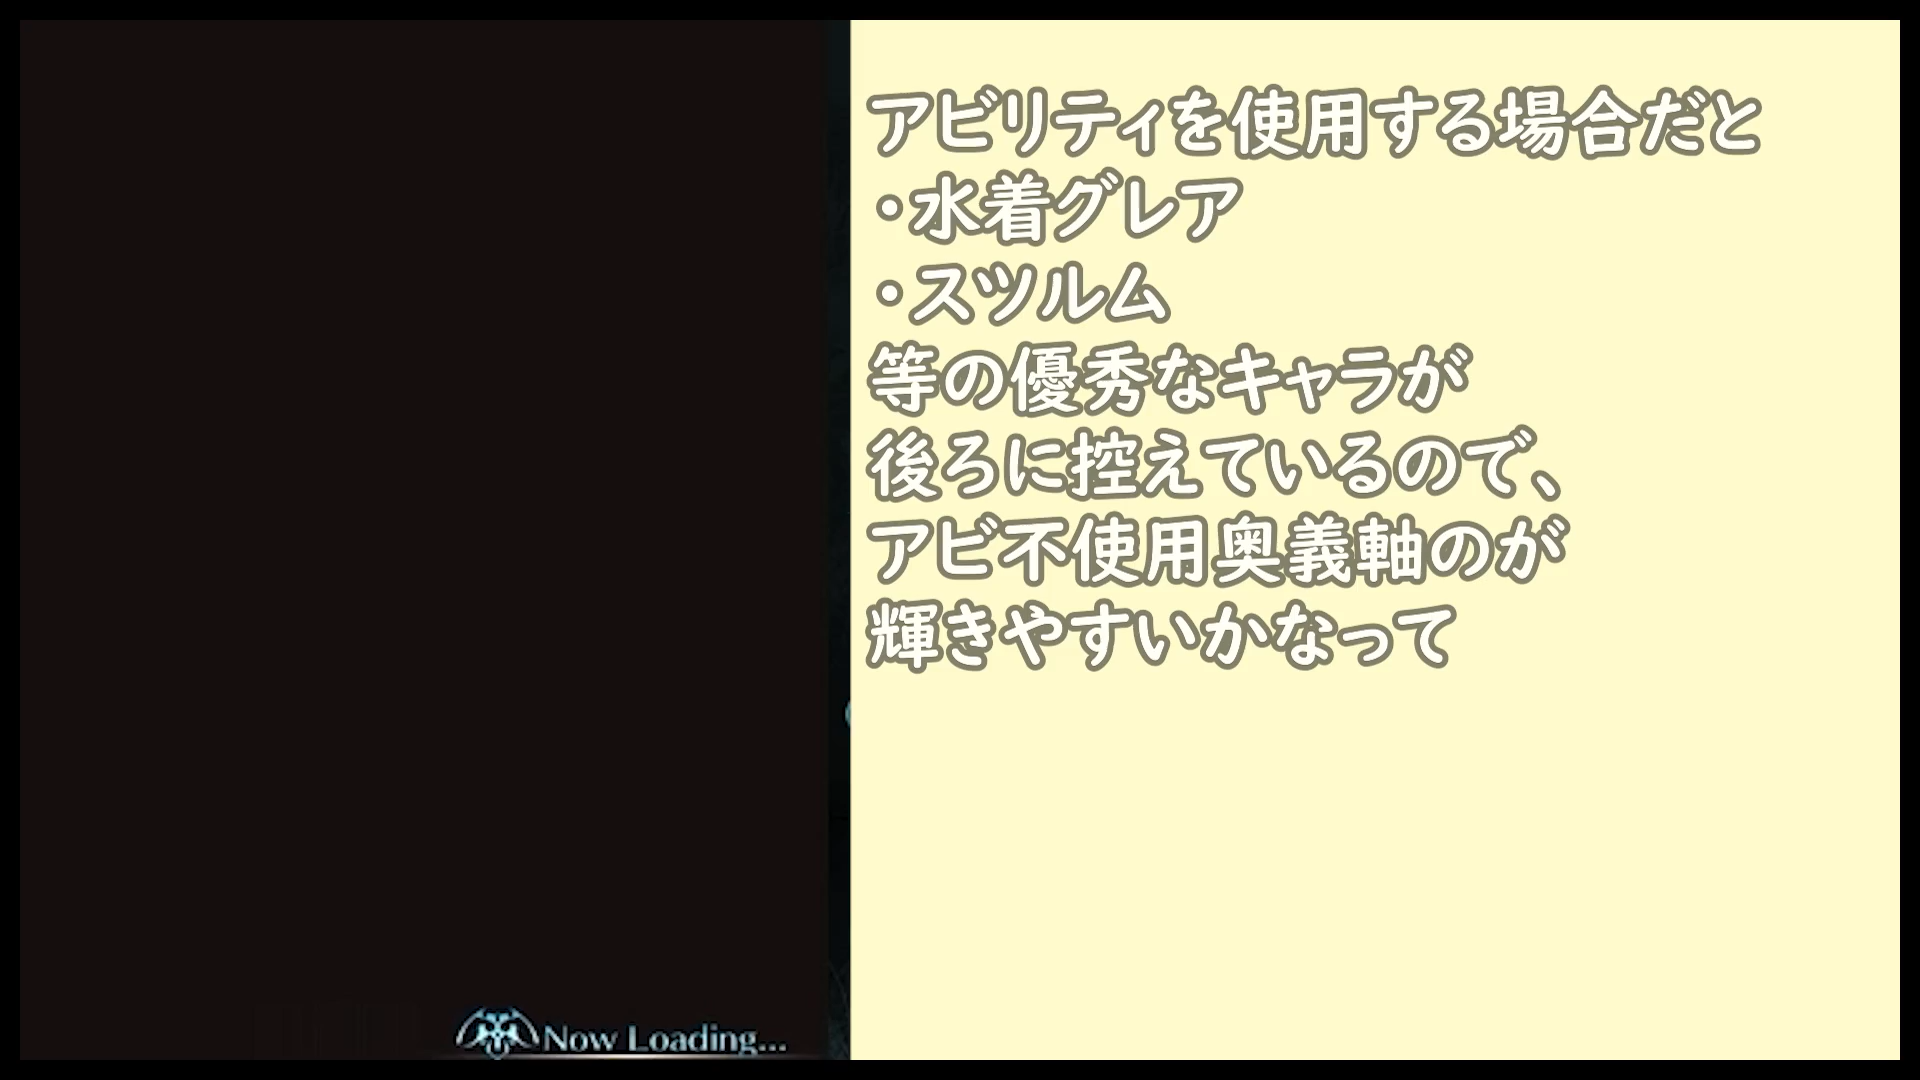 アビリティを使用する場合だと
・水着グレア
・スツルム
等の優秀なキャラが
後ろに控えているので、
アビ不使用奥義軸のが
輝きやすいかなって
Now Loading...